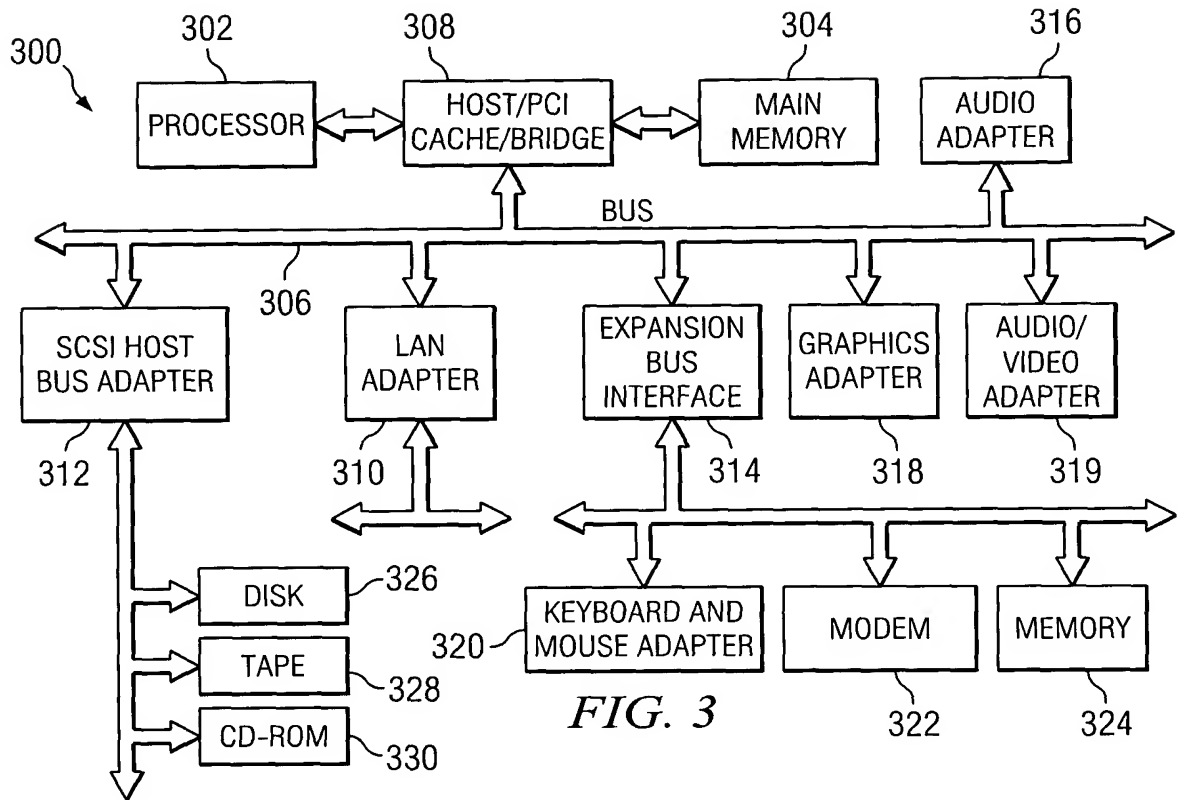 300
302
308
304
316
PROCESSOR
HOST/PCI
CACHE/BRIDGE
MAIN
MEMORY
AUDIO
ADAPTER
BUS
306
SCSI HOST
BUS ADAPTER
LAN
ADAPTER
EXPANSION
BUS
INTERFACE
GRAPHICS
ADAPTER
AUDIO/
VIDEO
ADAPTER
312
310
314
318
319
DISK
326
TAPE
328
CD-ROM
330
320
KEYBOARD AND
MOUSE ADAPTER
MODEM
MEMORY
322
324
FIG. 3